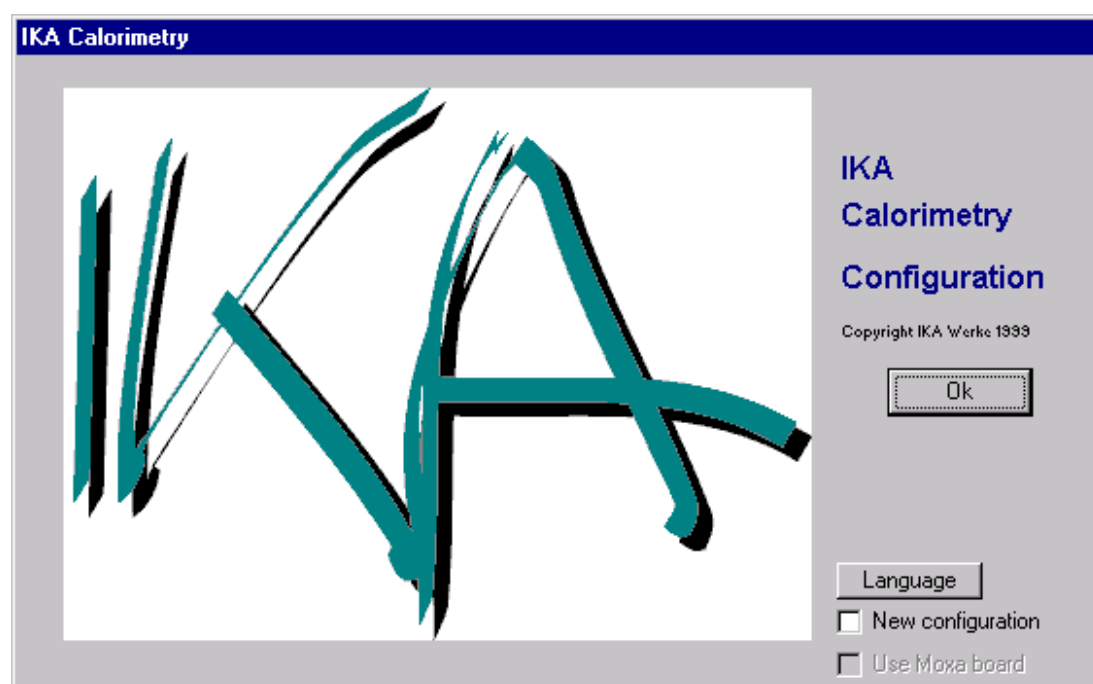 IKA Calorimetry
IKA
IKA
Calorimetry
Configuration
Copyright IKA Werke 1999
Ok
Language
New configuration
Use Moxa board